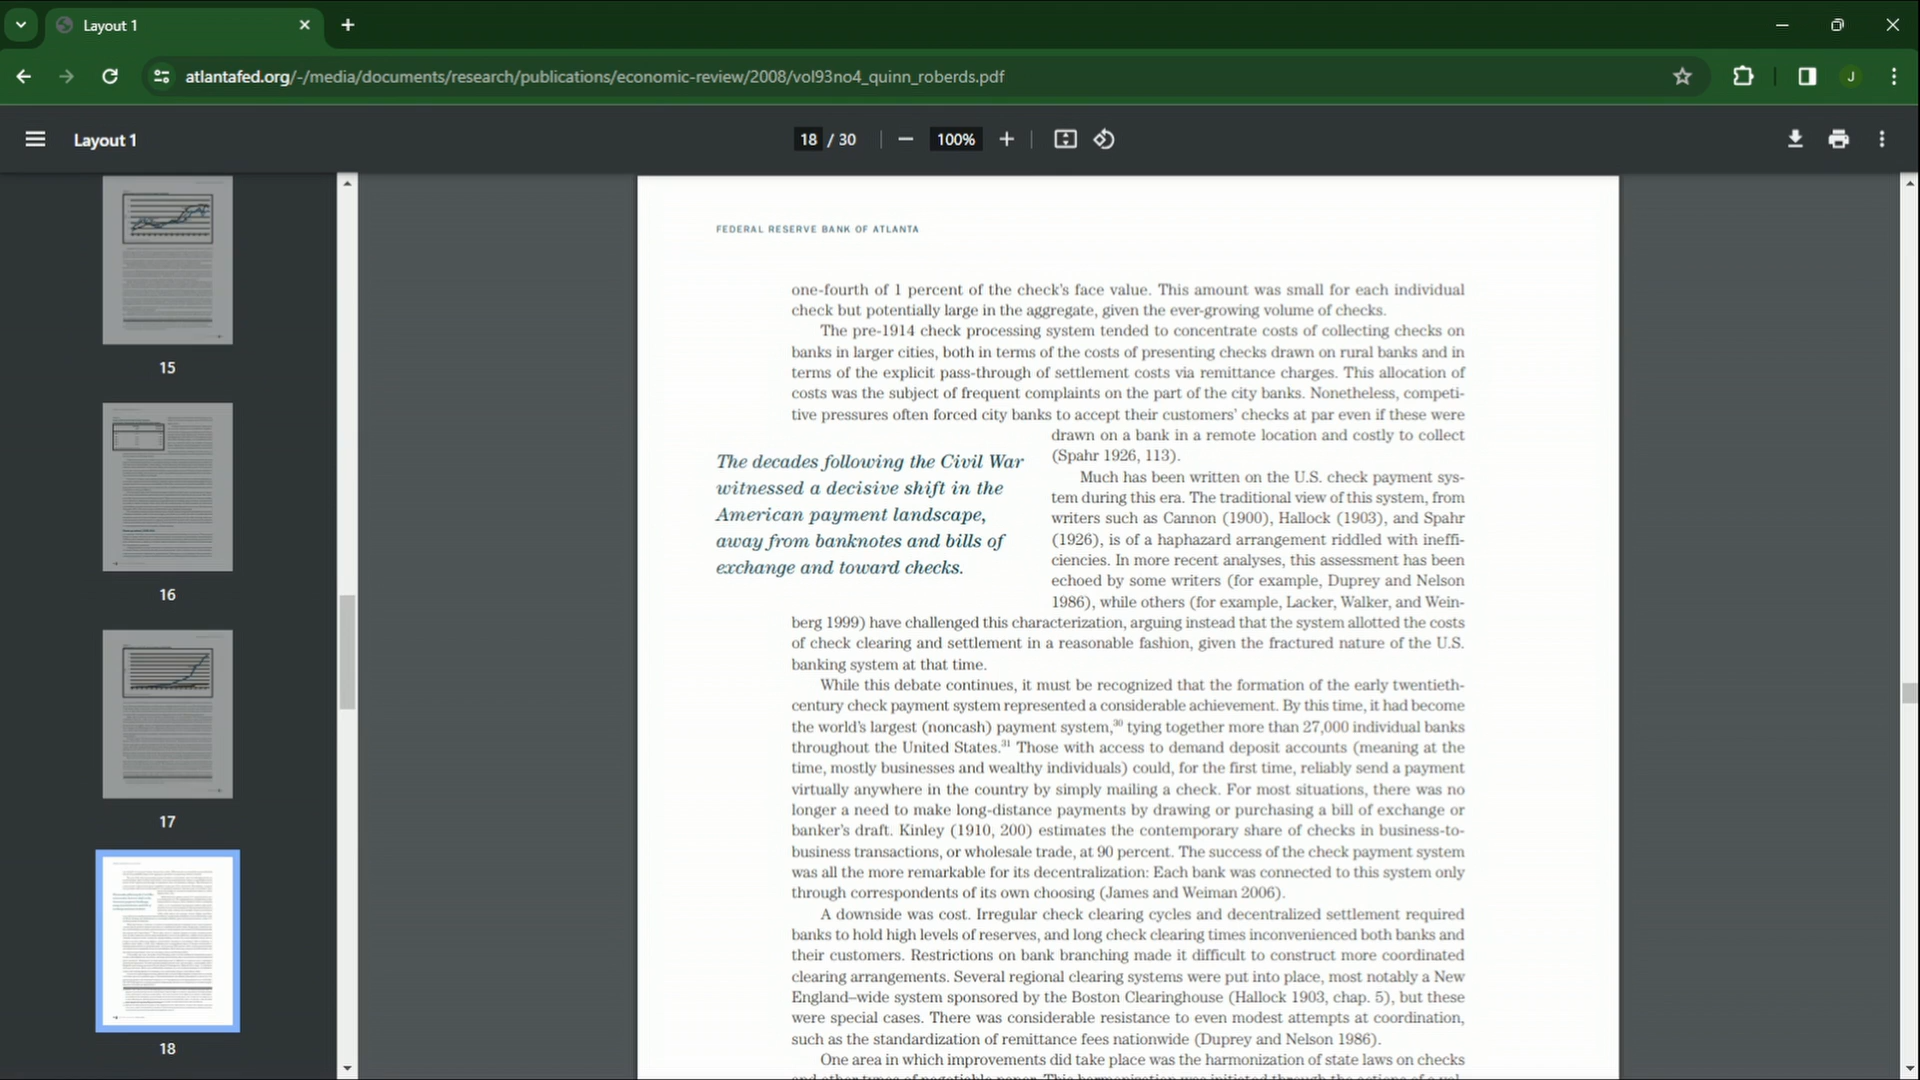 Layout 1
atlantafed.org/-/media/documents/research/publications/economic-review/2008/vol93no4_quinn_roberds.pdf
J
Layout 1
18 / 30
100%
15
16
17
18
FEDERAL RESERVE BANK OF ATLANTA
one-fourth of 1 percent of the check's face value. This amount was small for each individual
check but potentially large in the aggregate, given the ever-growing volume of checks.
The pre-1914 check processing system tended to concentrate costs of collecting checks on
banks in larger cities, both in terms of the costs of presenting checks drawn on rural banks and in
terms of the explicit pass-through of settlement costs via remittance charges. This allocation of
costs was the subject of frequent complaints on the part of the city banks. Nonetheless, competi-
tive pressures often forced city banks to accept their customers' checks at par even if these were
drawn on a bank in a remote location and costly to collect
(Spahr 1926, 113).
The decades following the Civil War
witnessed a decisive shift in the
American payment landscape,
away from banknotes and bills of
exchange and toward checks.
Much has been written on the U.S. check payment sys-
tem during this era. The traditional view of this system, from
writers such as Cannon (1900), Hallock (1903), and Spahr
(1926), is of a haphazard arrangement riddled with ineffi-
ciencies. In more recent analyses, this assessment has been
echoed by some writers (for example, Duprey and Nelson
1986), while others (for example, Lacker, Walker, and Wein-
berg 1999) have challenged this characterization, arguing instead that the system allotted the costs
of check clearing and settlement in a reasonable fashion, given the fractured nature of the U.S.
banking system at that time.
While this debate continues, it must be recognized that the formation of the early twentieth-
century check payment system represented a considerable achievement. By this time, it had become
the world's largest (noncash) payment system,³⁰ tying together more than 27,000 individual banks
throughout the United States.³¹ Those with access to demand deposit accounts (meaning at the
time, mostly businesses and wealthy individuals) could, for the first time, reliably send a payment
virtually anywhere in the country by simply mailing a check. For most situations, there was no
longer a need to make long-distance payments by drawing or purchasing a bill of exchange or
banker's draft. Kinley (1910, 200) estimates the contemporary share of checks in business-to-
business transactions, or wholesale trade, at 90 percent. The success of the check payment system
was all the more remarkable for its decentralization: Each bank was connected to this system only
through correspondents of its own choosing (James and Weiman 2006).
A downside was cost. Irregular check clearing cycles and decentralized settlement required
banks to hold high levels of reserves, and long check clearing times inconvenienced both banks and
their customers. Restrictions on bank branching made it difficult to construct more coordinated
clearing arrangements. Several regional clearing systems were put into place, most notably a New
England–wide system sponsored by the Boston Clearinghouse (Hallock 1903, chap. 5), but these
were special cases. There was considerable resistance to even modest attempts at coordination,
such as the standardization of remittance fees nationwide (Duprey and Nelson 1986).
One area in which improvements did take place was the harmonization of state laws on checks